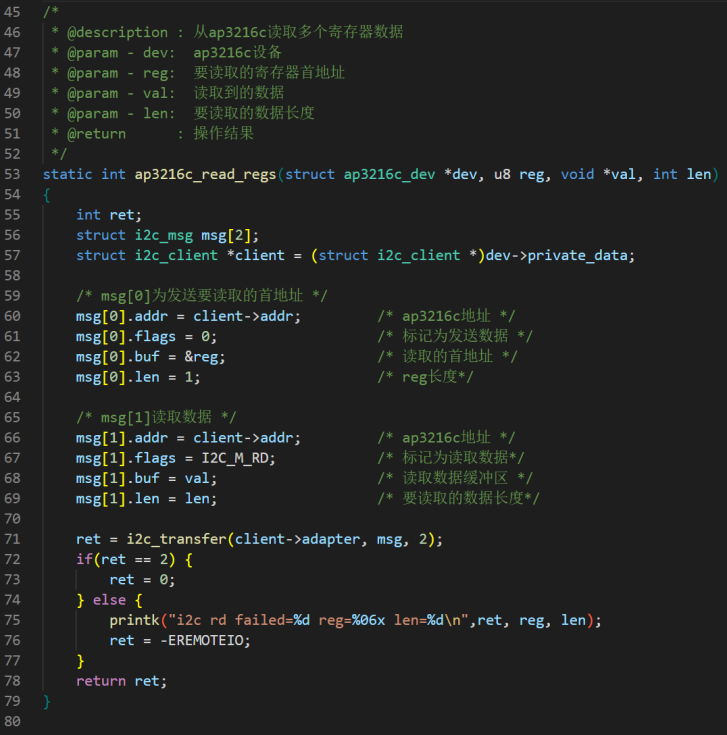 45 /*
46  * @description : 从ap3216c读取多个寄存器数据
47  * @param - dev:  ap3216c设备
48  * @param - reg:  要读取的寄存器首地址
49  * @param - val:  读取到的数据
50  * @param - len:  要读取的数据长度
51  * @return      : 操作结果
52  */
53 static int ap3216c_read_regs(struct ap3216c_dev *dev, u8 reg, void *val, int len)
54 {
55     int ret;
56     struct i2c_msg msg[2];
57     struct i2c_client *client = (struct i2c_client *)dev->private_data;
58
59     /* msg[0]为发送要读取的首地址 */
60     msg[0].addr = client->addr;         /* ap3216c地址 */
61     msg[0].flags = 0;                   /* 标记为发送数据 */
62     msg[0].buf = &reg;                  /* 读取的首地址 */
63     msg[0].len = 1;                     /* reg长度*/
64
65     /* msg[1]读取数据 */
66     msg[1].addr = client->addr;         /* ap3216c地址 */
67     msg[1].flags = I2C_M_RD;            /* 标记为读取数据*/
68     msg[1].buf = val;                   /* 读取数据缓冲区 */
69     msg[1].len = len;                   /* 要读取的数据长度*/
70
71     ret = i2c_transfer(client->adapter, msg, 2);
72     if(ret == 2) {
73         ret = 0;
74     } else {
75         printk("i2c rd failed=%d reg=%06x len=%d\n",ret, reg, len);
76         ret = -EREMOTEIO;
77     }
78     return ret;
79 }
80